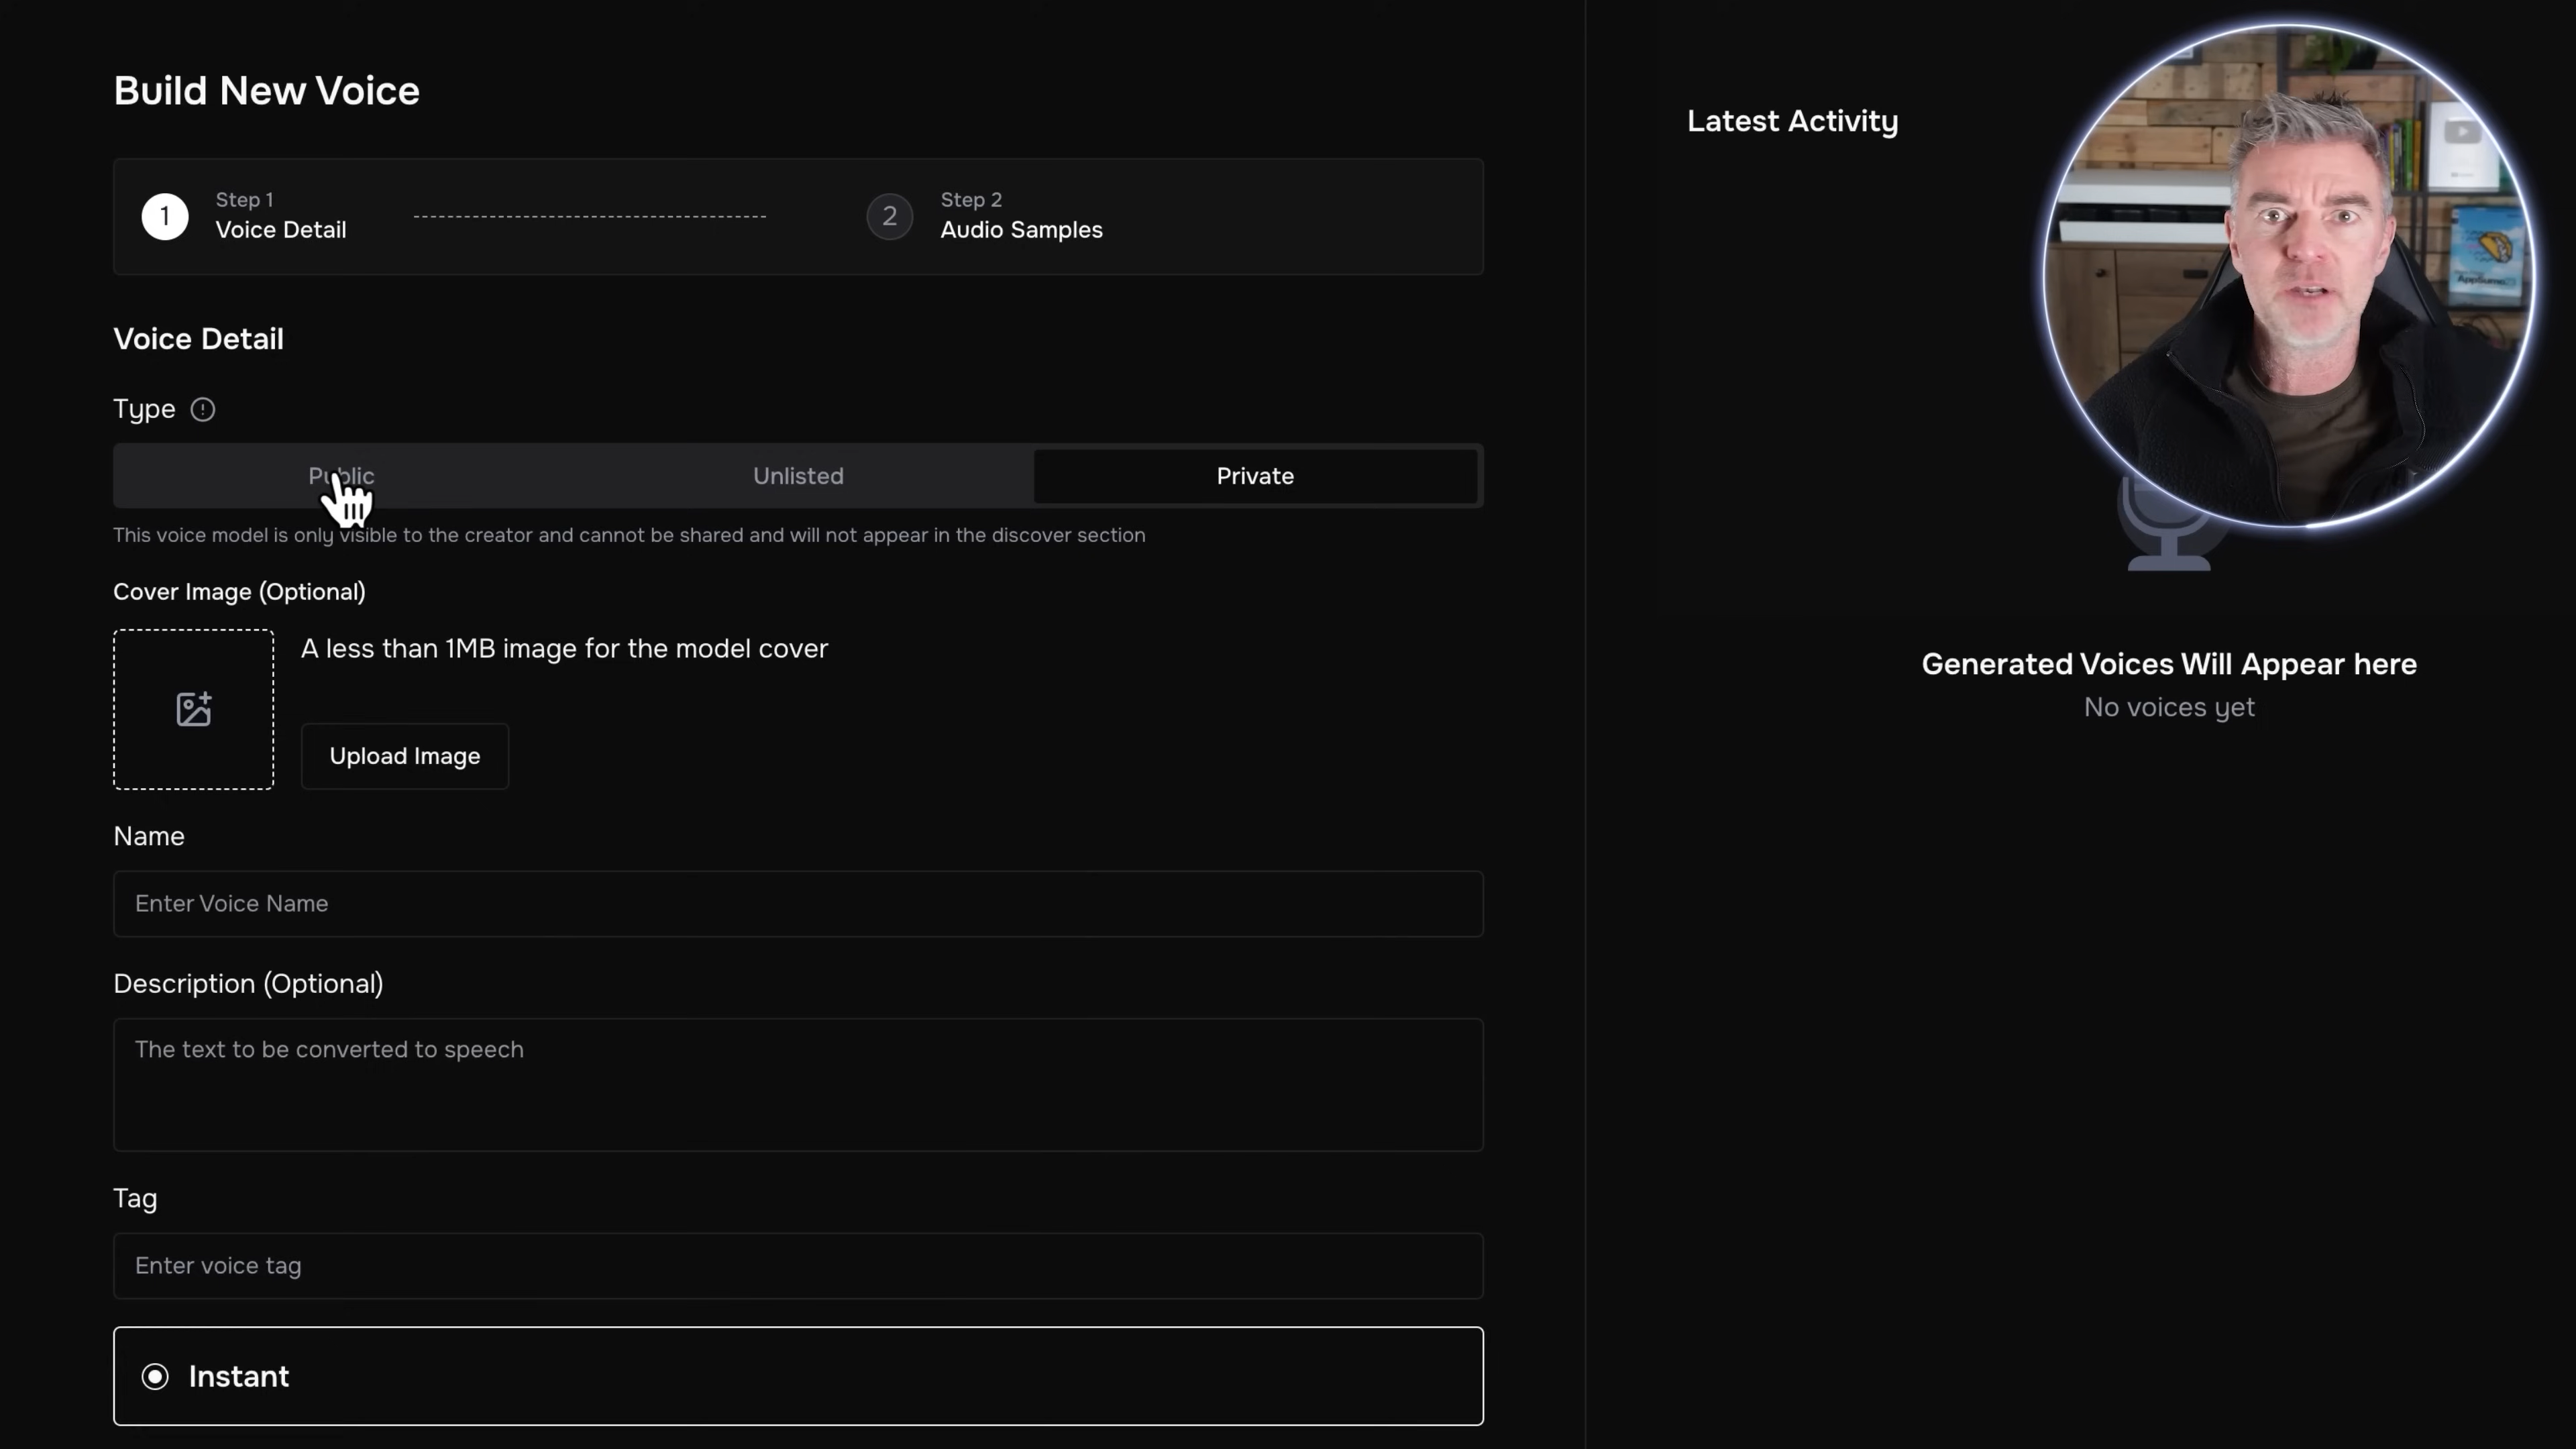 Build New Voice
1
Step 1
Voice Detail
2
Step 2
Audio Samples
Voice Detail
Type
Public
Unlisted
Private
This voice model is only visible to the creator and cannot be shared and will not appear in the discover section
Cover Image (Optional)
A less than 1MB image for the model cover
Upload Image
Name
Enter Voice Name
Description (Optional)
The text to be converted to speech
Tag
Enter voice tag
Instant
Latest Activity
AppSumo
Generated Voices Will Appear here
No voices yet